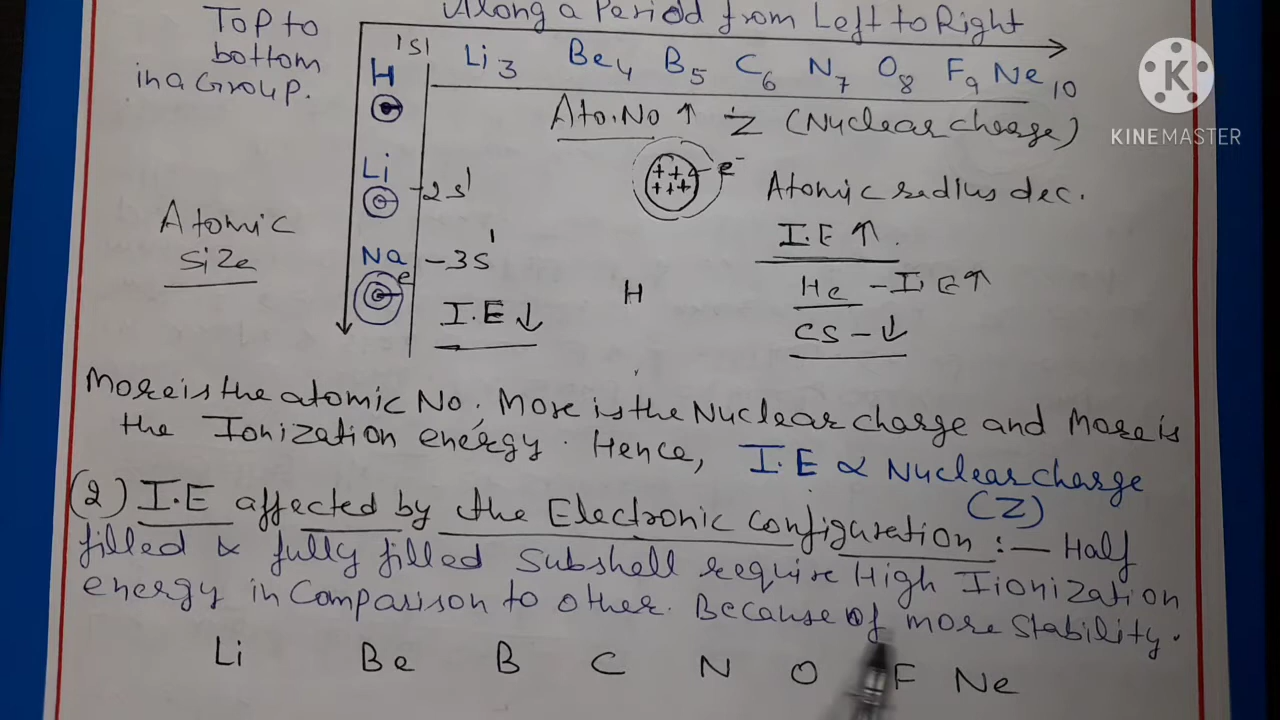 Along a Period from Left to Right
Top to
bottom
in a Group.
H 1s1
Li3 Be4 B5 C6 N7 O8 F9 Ne10
K
KINEMASTER
Ato.No ↑ Z (Nuclear charge)
Li 2s1
+++ +++ e-
Atomic radius dec.
Atomic
size
I.E ↑.
Na - 3s1
e
H
He - I.E↑
I.E ↓
CS - ↓
More is the atomic No, More is the Nuclear charge and More is
the Ionization energy. Hence, I.E ∝ Nuclear charge
(Z)
(2) I.E affected by the Electronic Configuration :— Half
filled & fully filled Subshell require High Iionization
energy in Comparison to other. Because of more stability.
Li Be B C N O F Ne